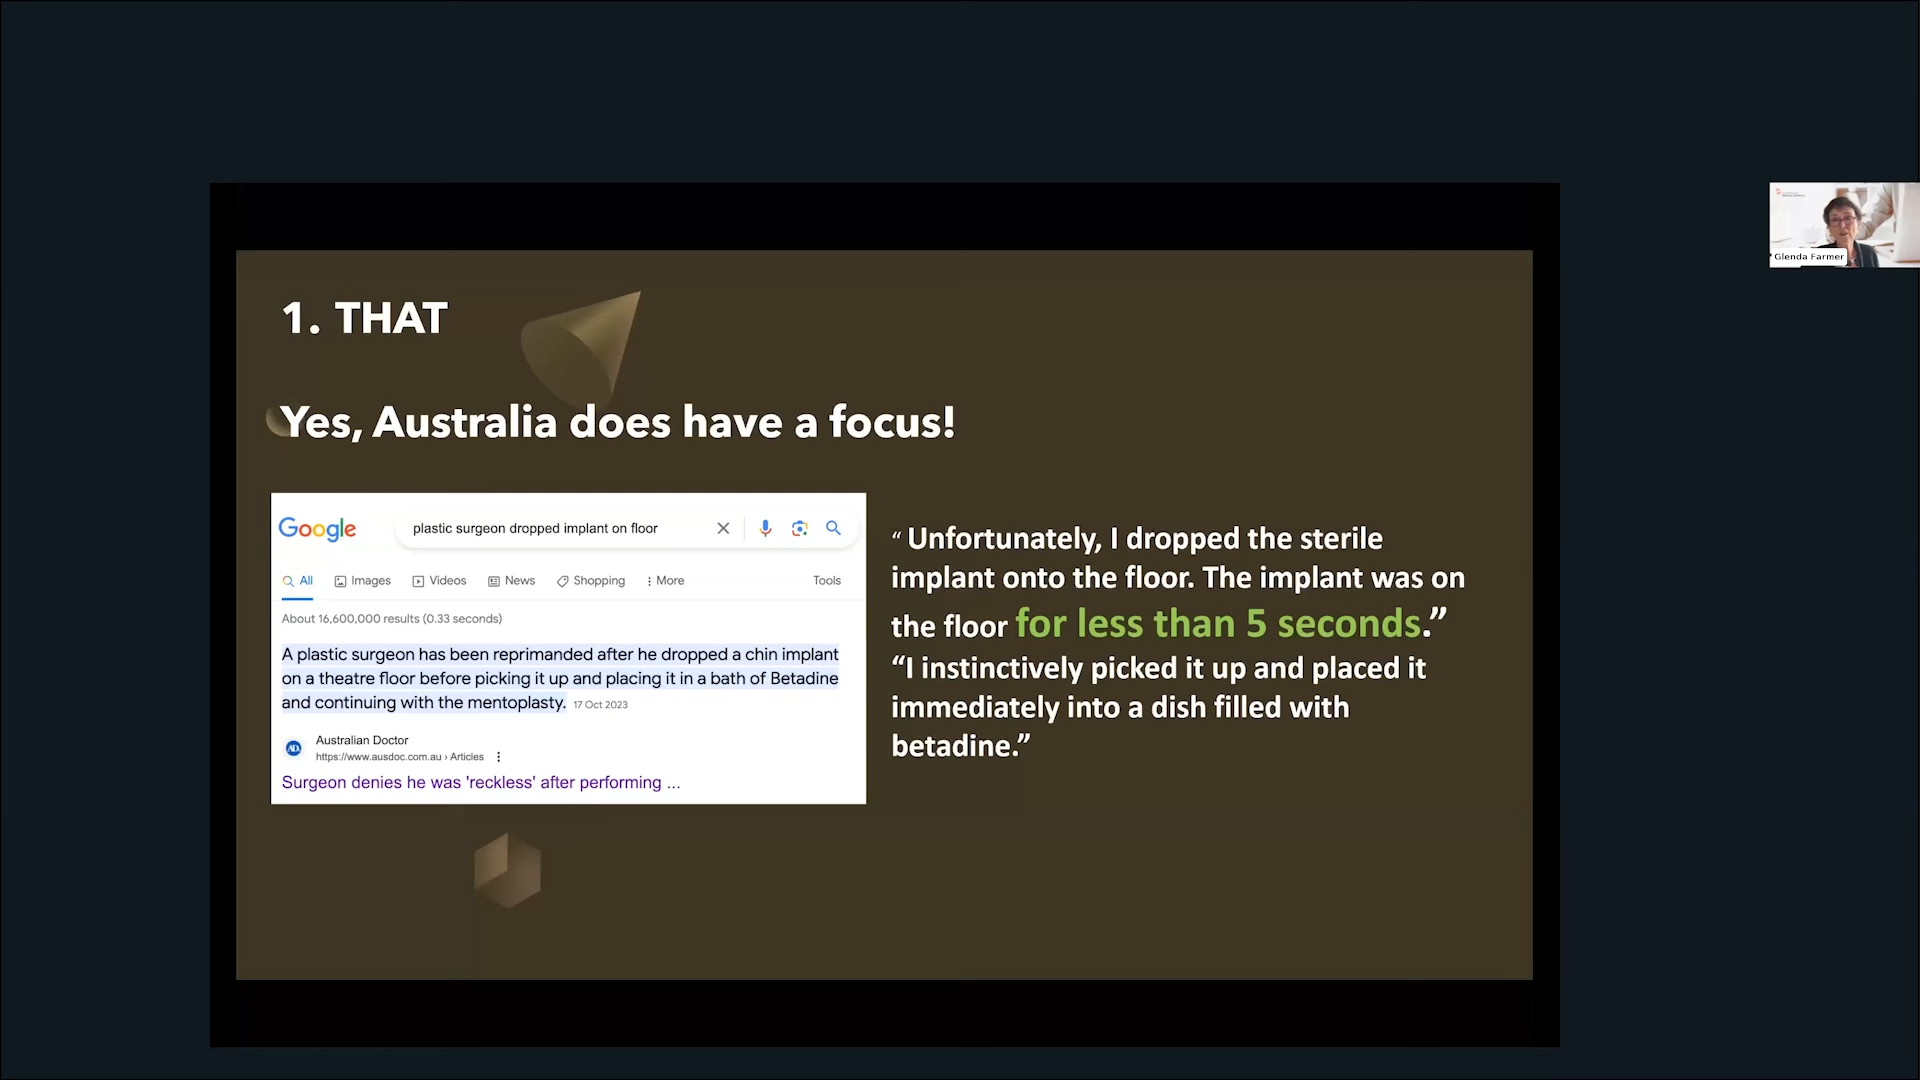 1. THAT
Yes, Australia does have a focus!
Google
plastic surgeon dropped implant on floor
All
Images
Videos
News
Shopping
More
Tools
About 16,600,000 results (0.33 seconds)
A plastic surgeon has been reprimanded after he dropped a chin implant
on a theatre floor before picking it up and placing it in a bath of Betadine
and continuing with the mentoplasty. 17 Oct 2023
AD.
Australian Doctor
https://www.ausdoc.com.au › Articles
Surgeon denies he was 'reckless' after performing ...
“ Unfortunately, I dropped the sterile
implant onto the floor. The implant was on
the floor for less than 5 seconds.”
“I instinctively picked it up and placed it
immediately into a dish filled with
betadine.”
Glenda Farmer